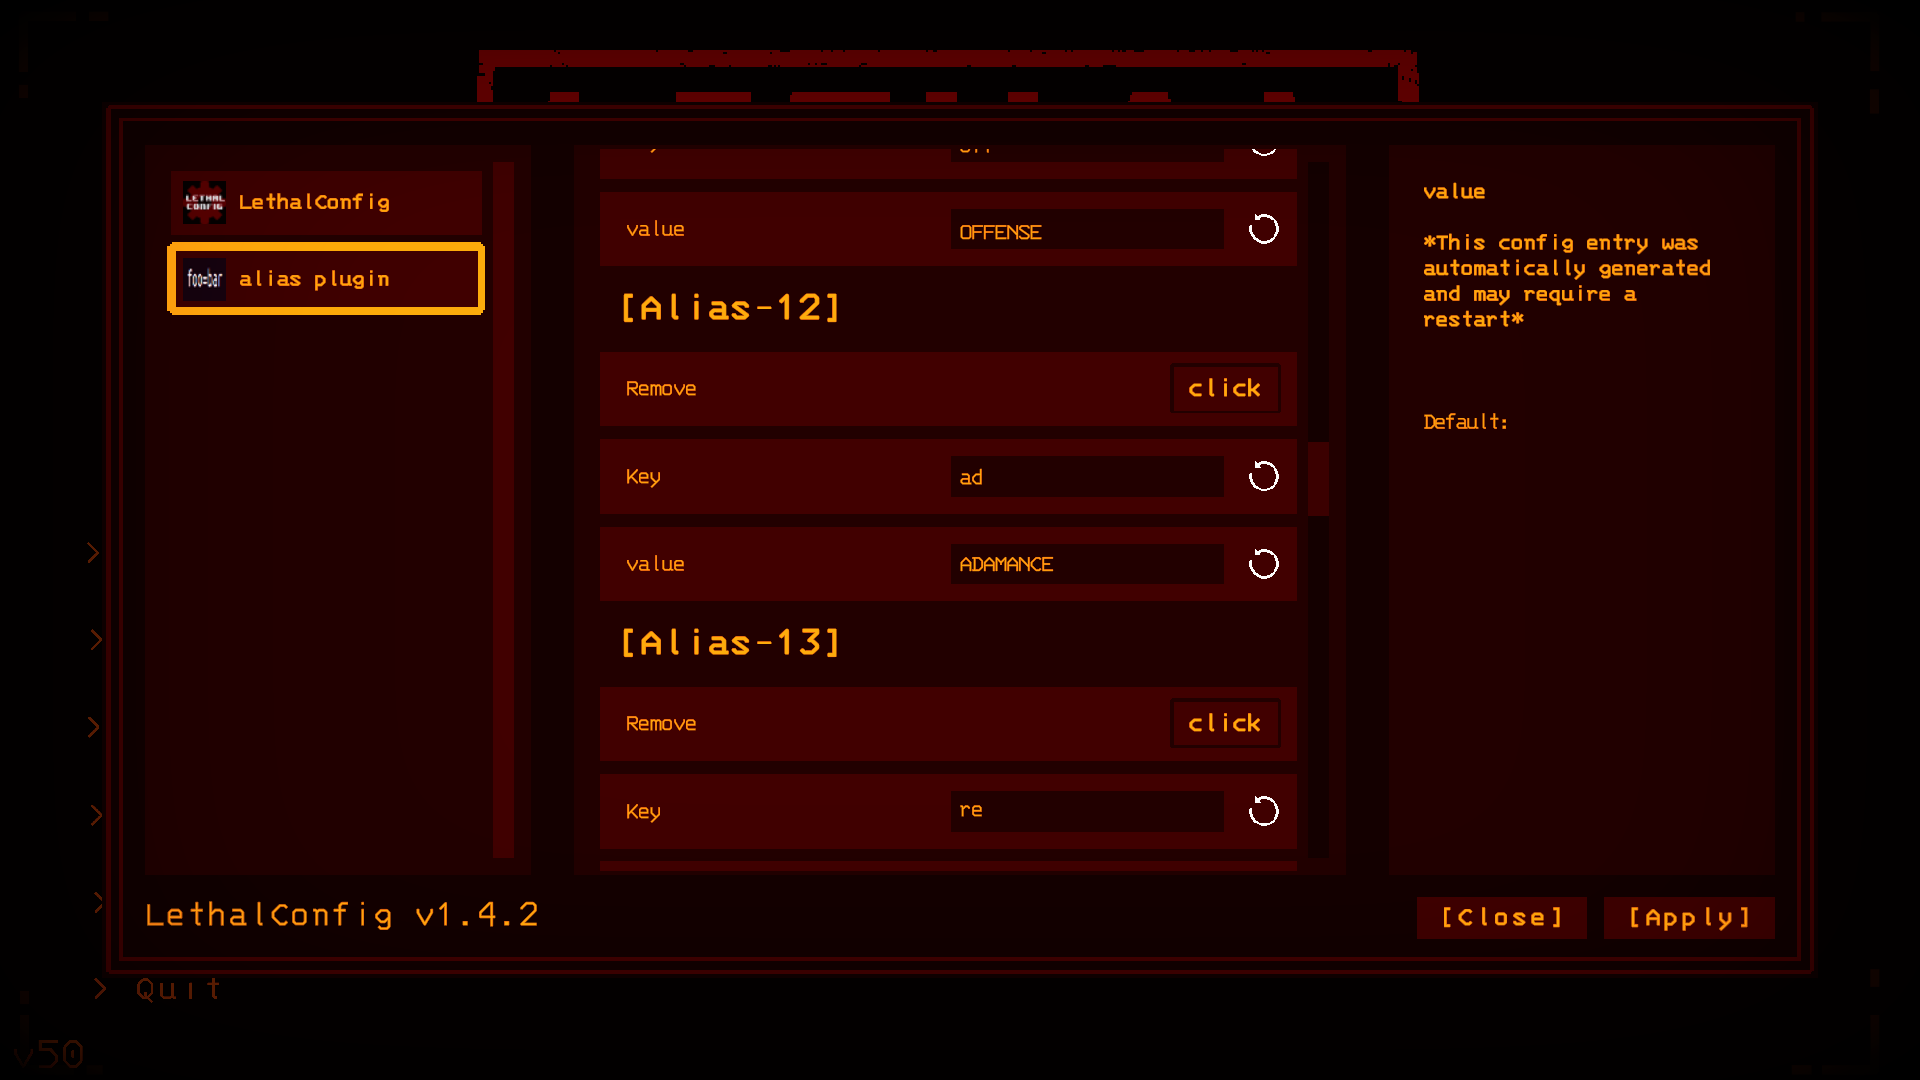 LETHAL
CONFIG
LethalConfig
foo=bar
alias plugin
value
OFFENSE
[Alias-12]
Remove
click
Key
ad
value
ADAMANCE
[Alias-13]
Remove
click
Key
re
value
*This config entry was
automatically generated
and may require a
restart*
Default:
LethalConfig v1.4.2
[Close]
[Apply]
> Quit
v50